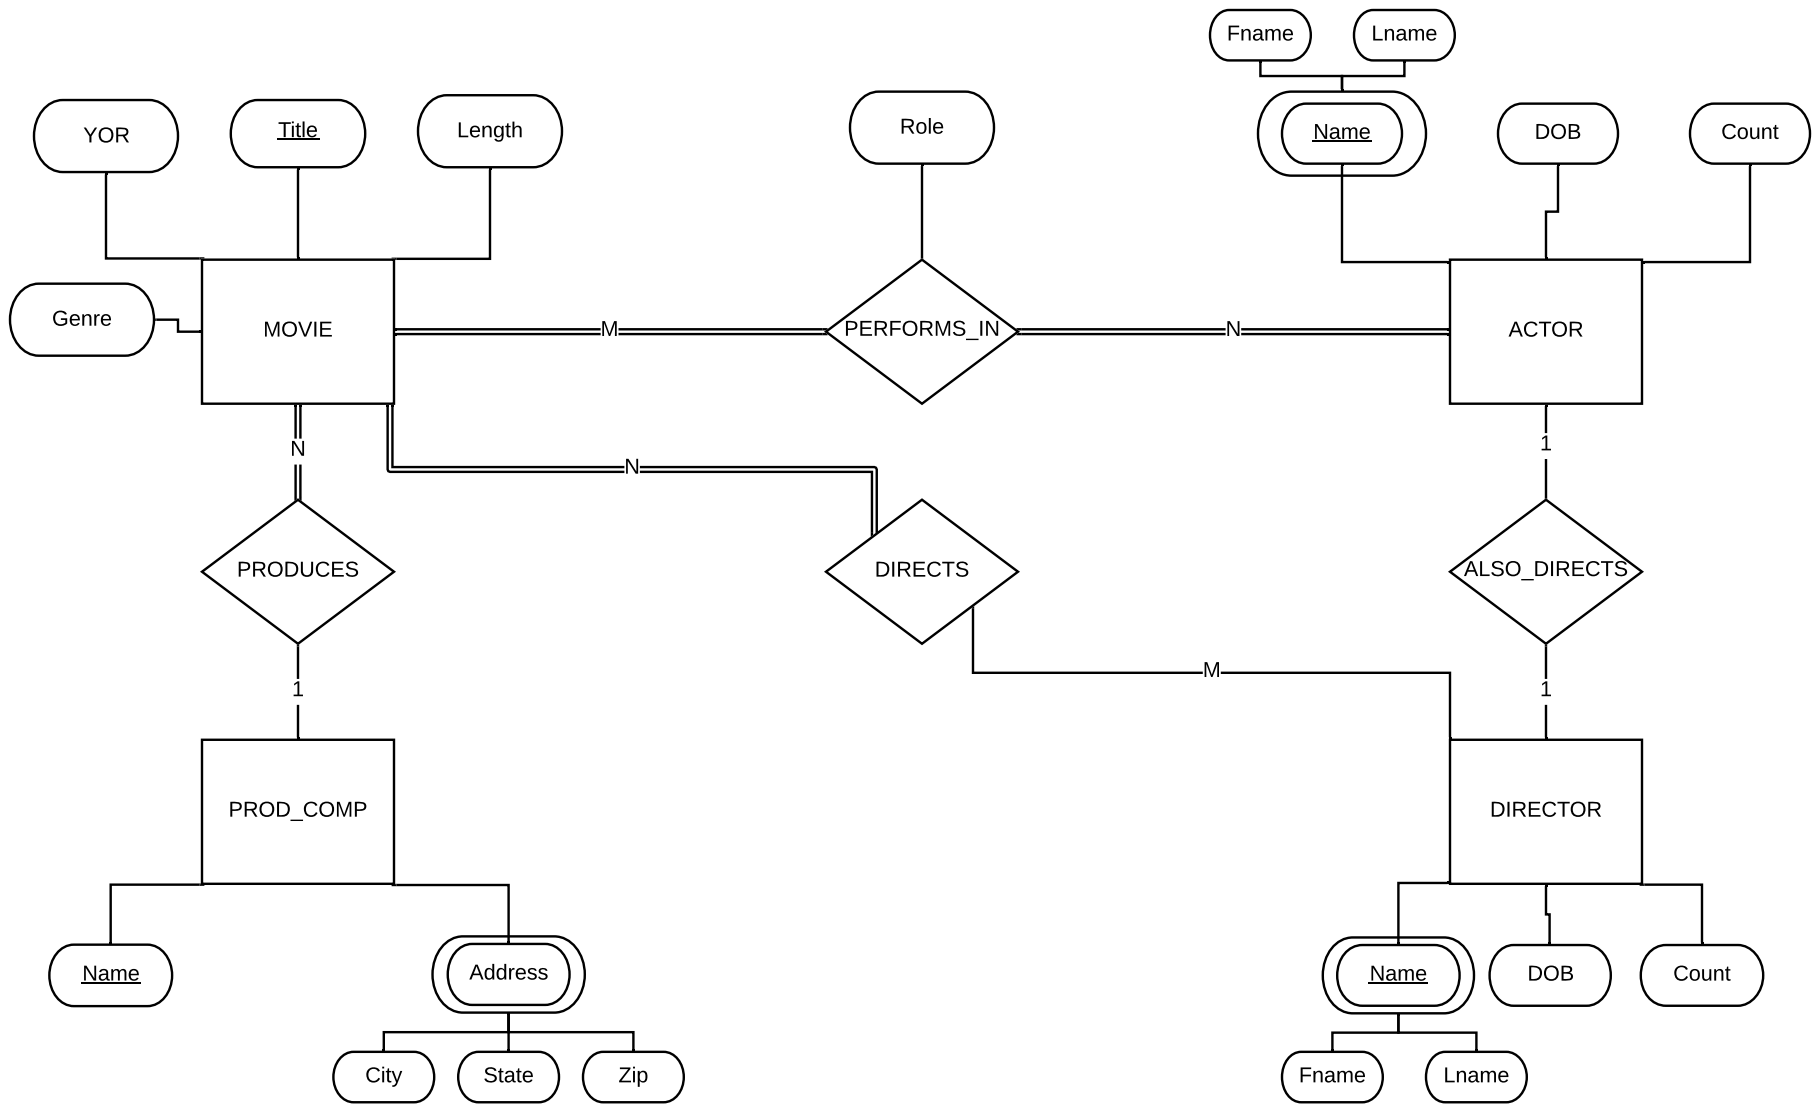 Fname
Lname
YOR
Title
Length
Role
Name
DOB
Count
Genre
MOVIE
M
PERFORMS_IN
N
ACTOR
N
N
1
PRODUCES
DIRECTS
ALSO_DIRECTS
M
1
1
PROD_COMP
DIRECTOR
Name
Address
Name
DOB
Count
City
State
Zip
Fname
Lname